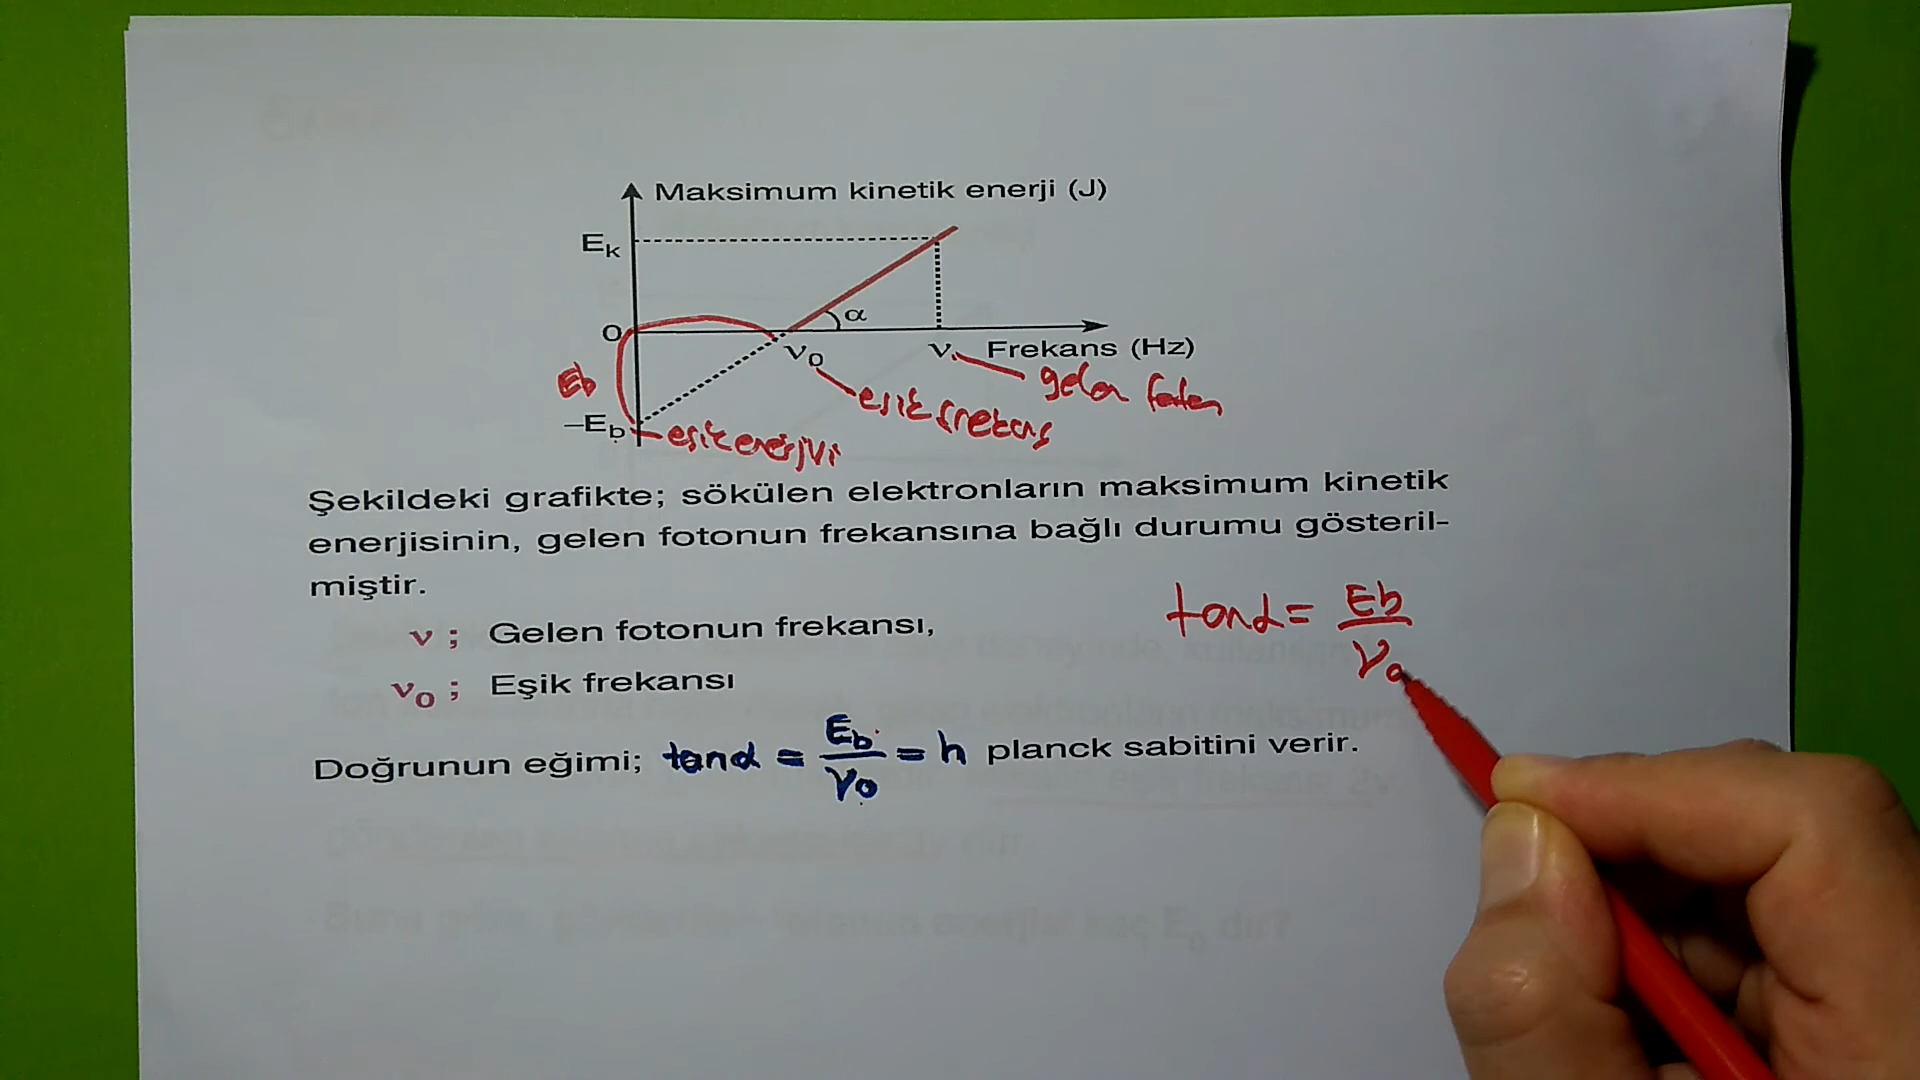 Maksimum kinetik enerji (J)
Ek
α
0
ν0
ν
Frekans (Hz)
gelen foton
Eb
eşik frekans
–Eb
eşik enerjisi
Şekildeki grafikte; sökülen elektronların maksimum kinetik
enerjisinin, gelen fotonun frekansına bağlı durumu gösteril-
miştir.
ν ; Gelen fotonun frekansı,
tanα = Eb / ν0
ν0 ; Eşik frekansı
Doğrunun eğimi; tanα = Eb / ν0 = h planck sabitini verir.